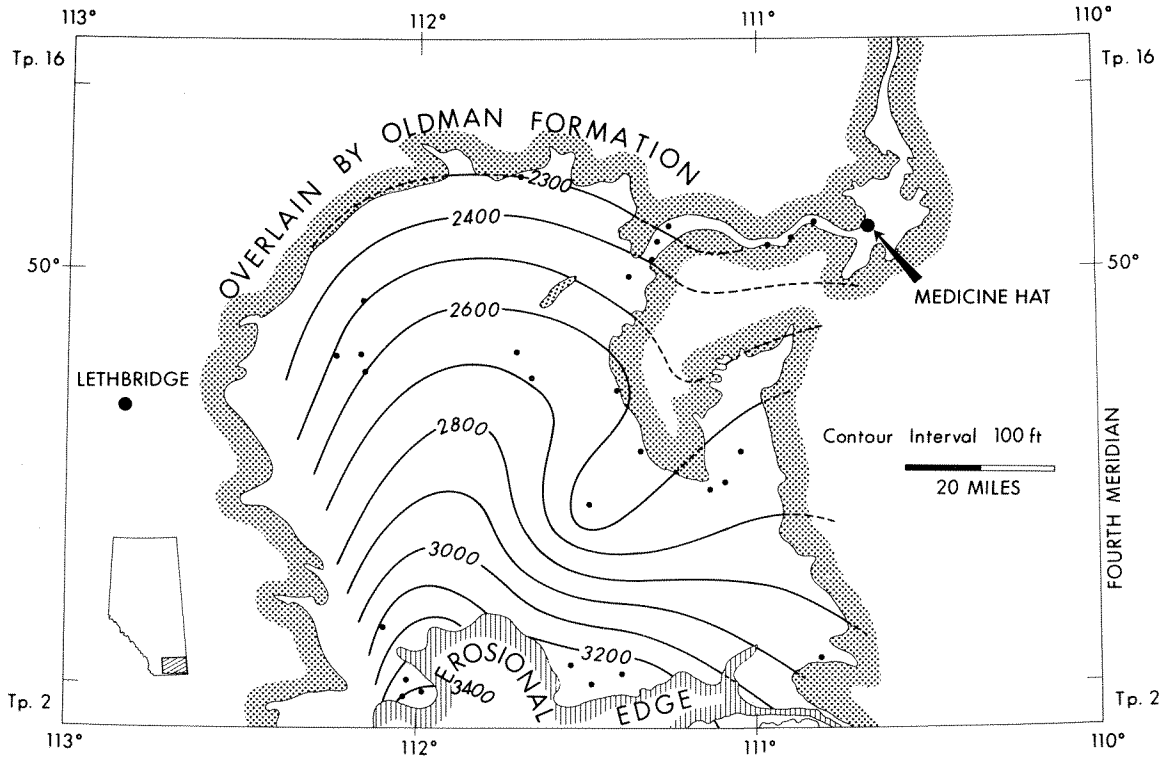 113°
112°
111°
110°
Tp. 16
Tp. 16
OVERLAIN BY OLDMAN FORMATION
2300
2400
50°
50°
MEDICINE HAT
2600
LETHBRIDGE
2800
Contour Interval 100 ft
20 MILES
FOURTH MERIDIAN
3000
3200
EROSIONAL EDGE
3400
Tp. 2
Tp. 2
113°
112°
111°
110°